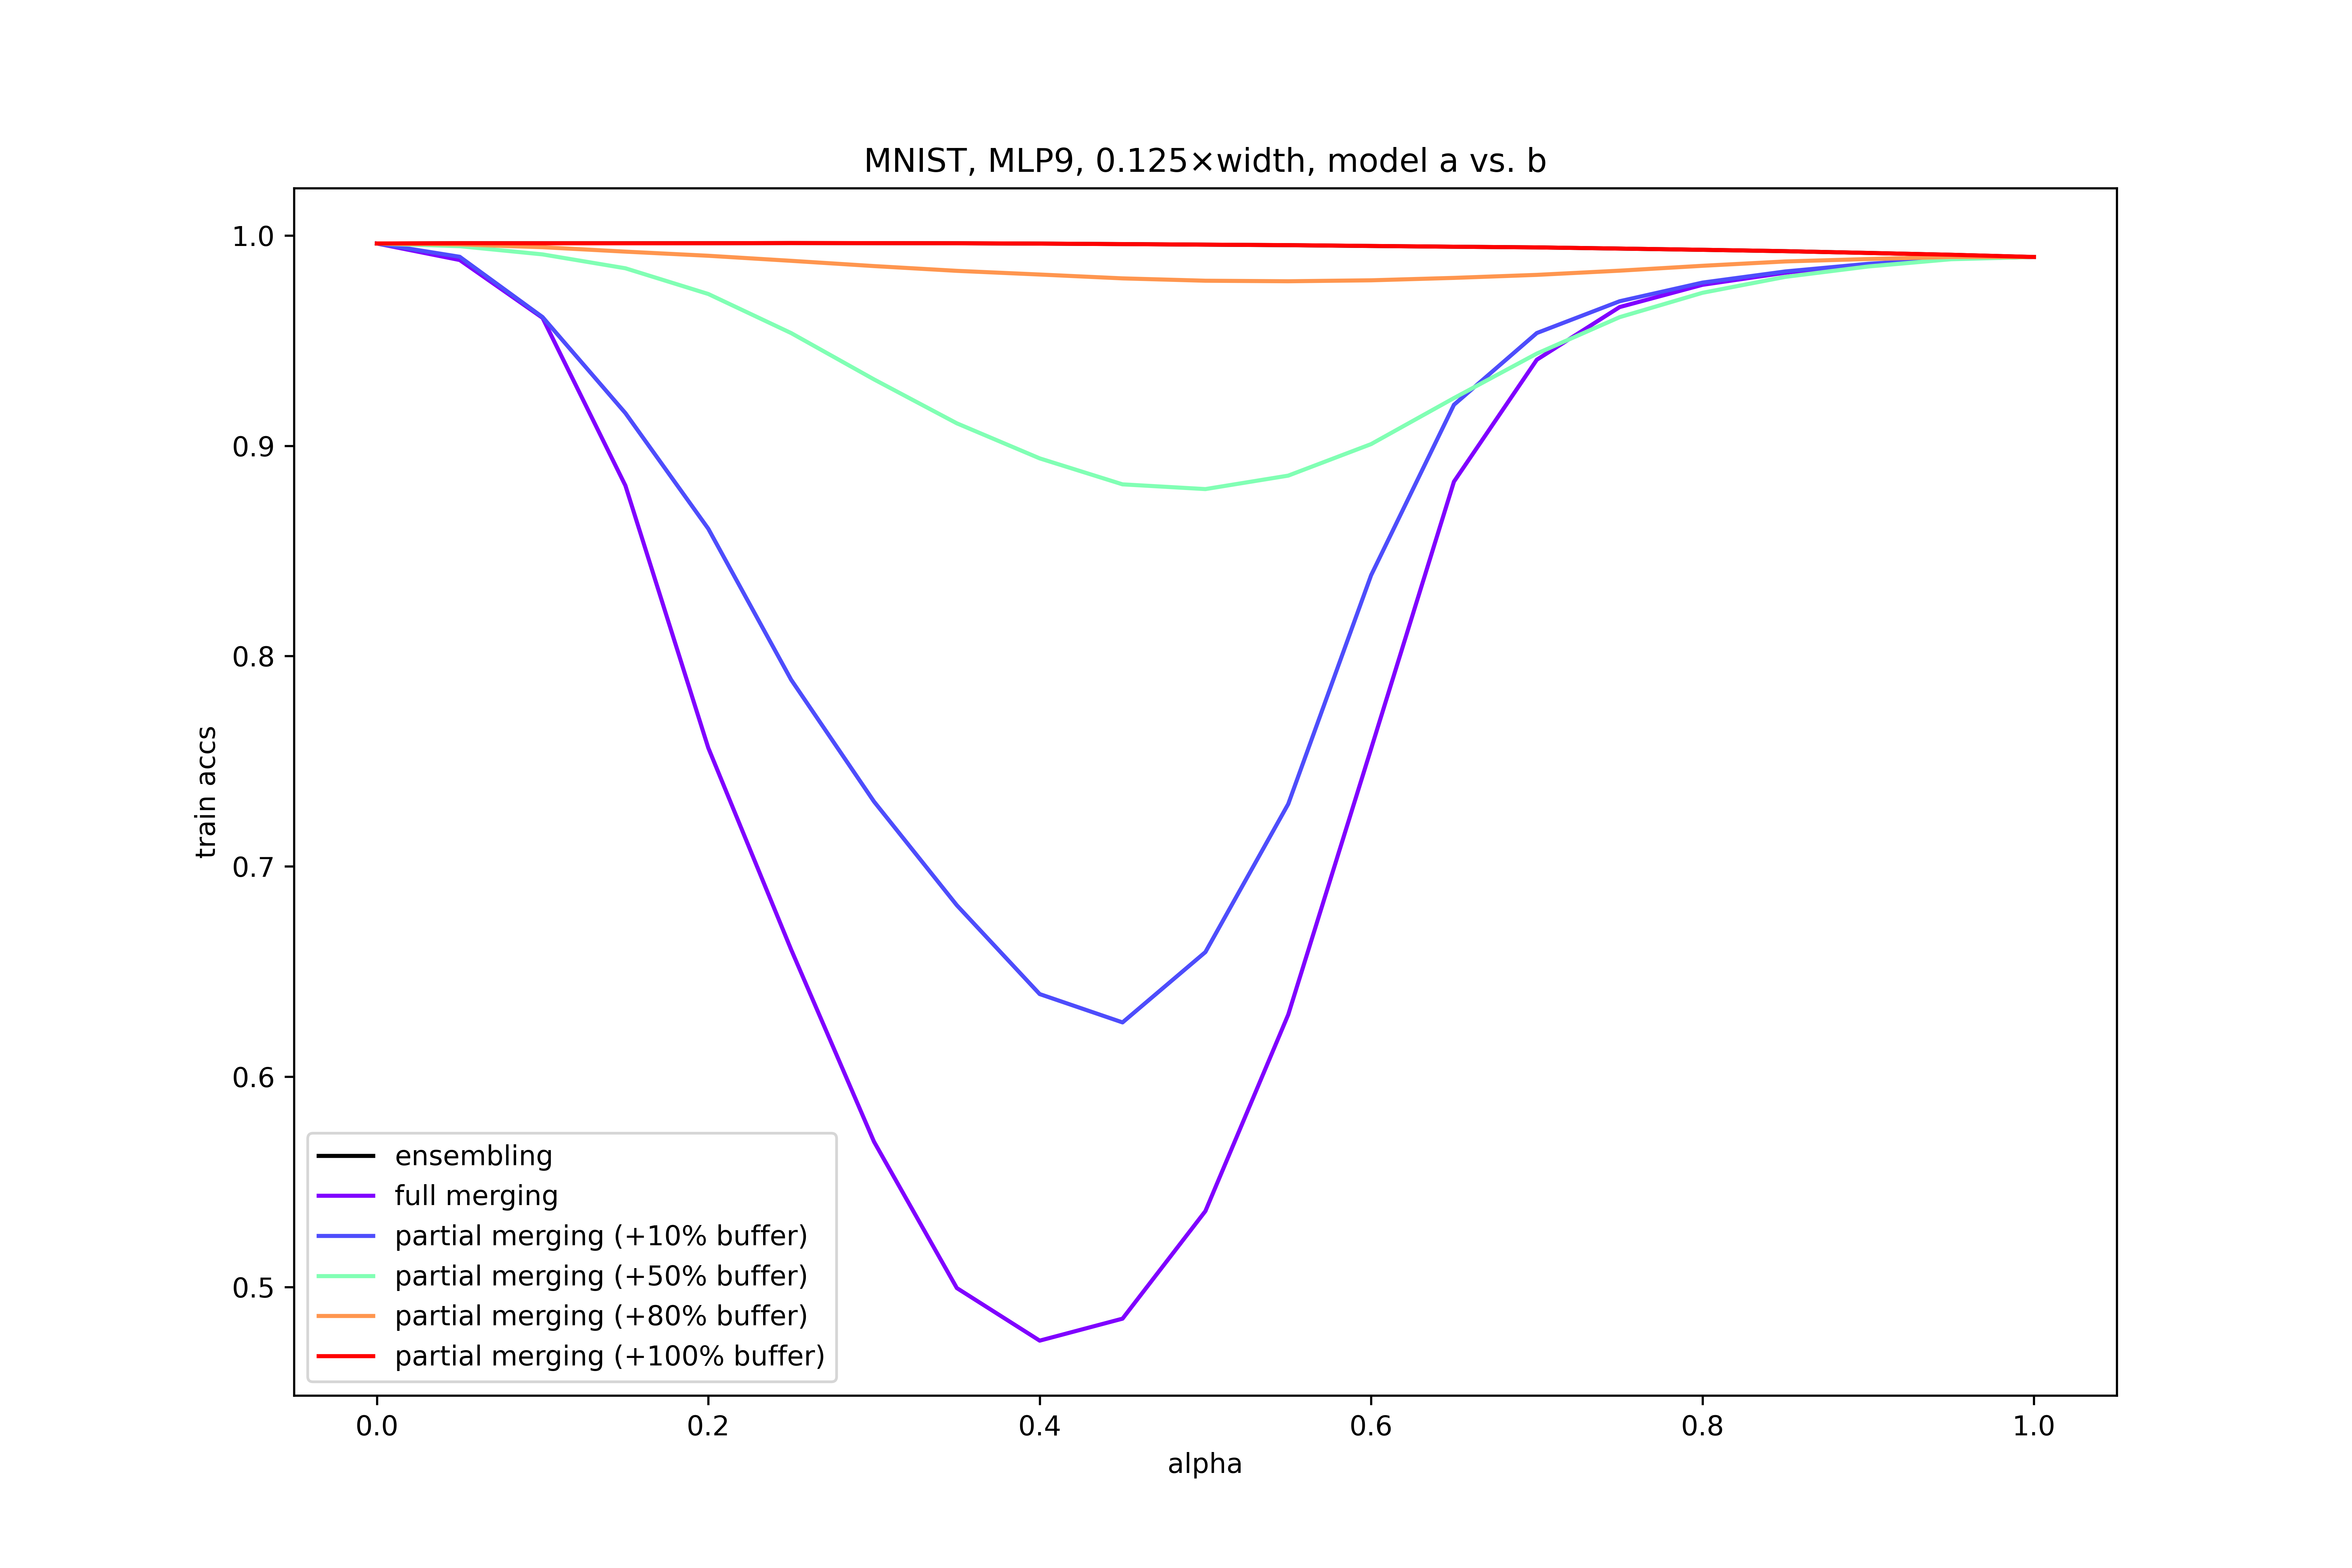 MNIST, MLP9, 0.125×width, model a vs. b
1.0
0.9
0.8
0.7
0.6
0.5
train accs
ensembling
full merging
partial merging (+10% buffer)
partial merging (+50% buffer)
partial merging (+80% buffer)
partial merging (+100% buffer)
0.0 0.2 0.4 0.6 0.8 1.0
alpha